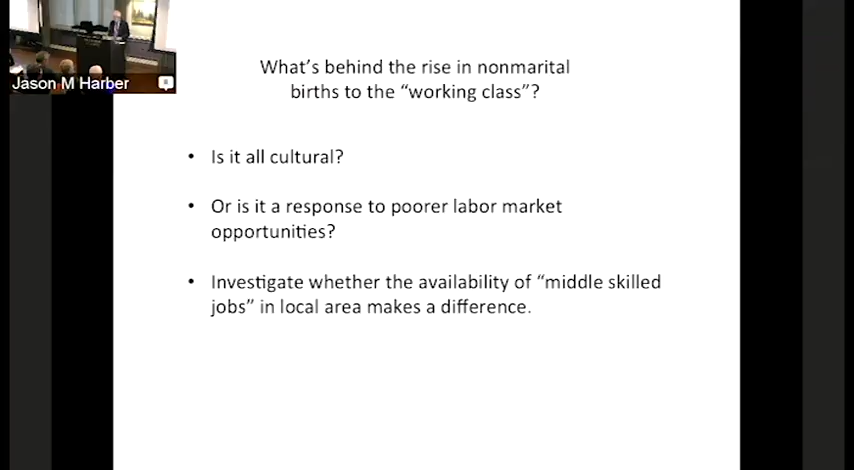 Jason M Harber
What's behind the rise in nonmarital
births to the "working class"?
• Is it all cultural?
• Or is it a response to poorer labor market
opportunities?
• Investigate whether the availability of "middle skilled
jobs" in local area makes a difference.